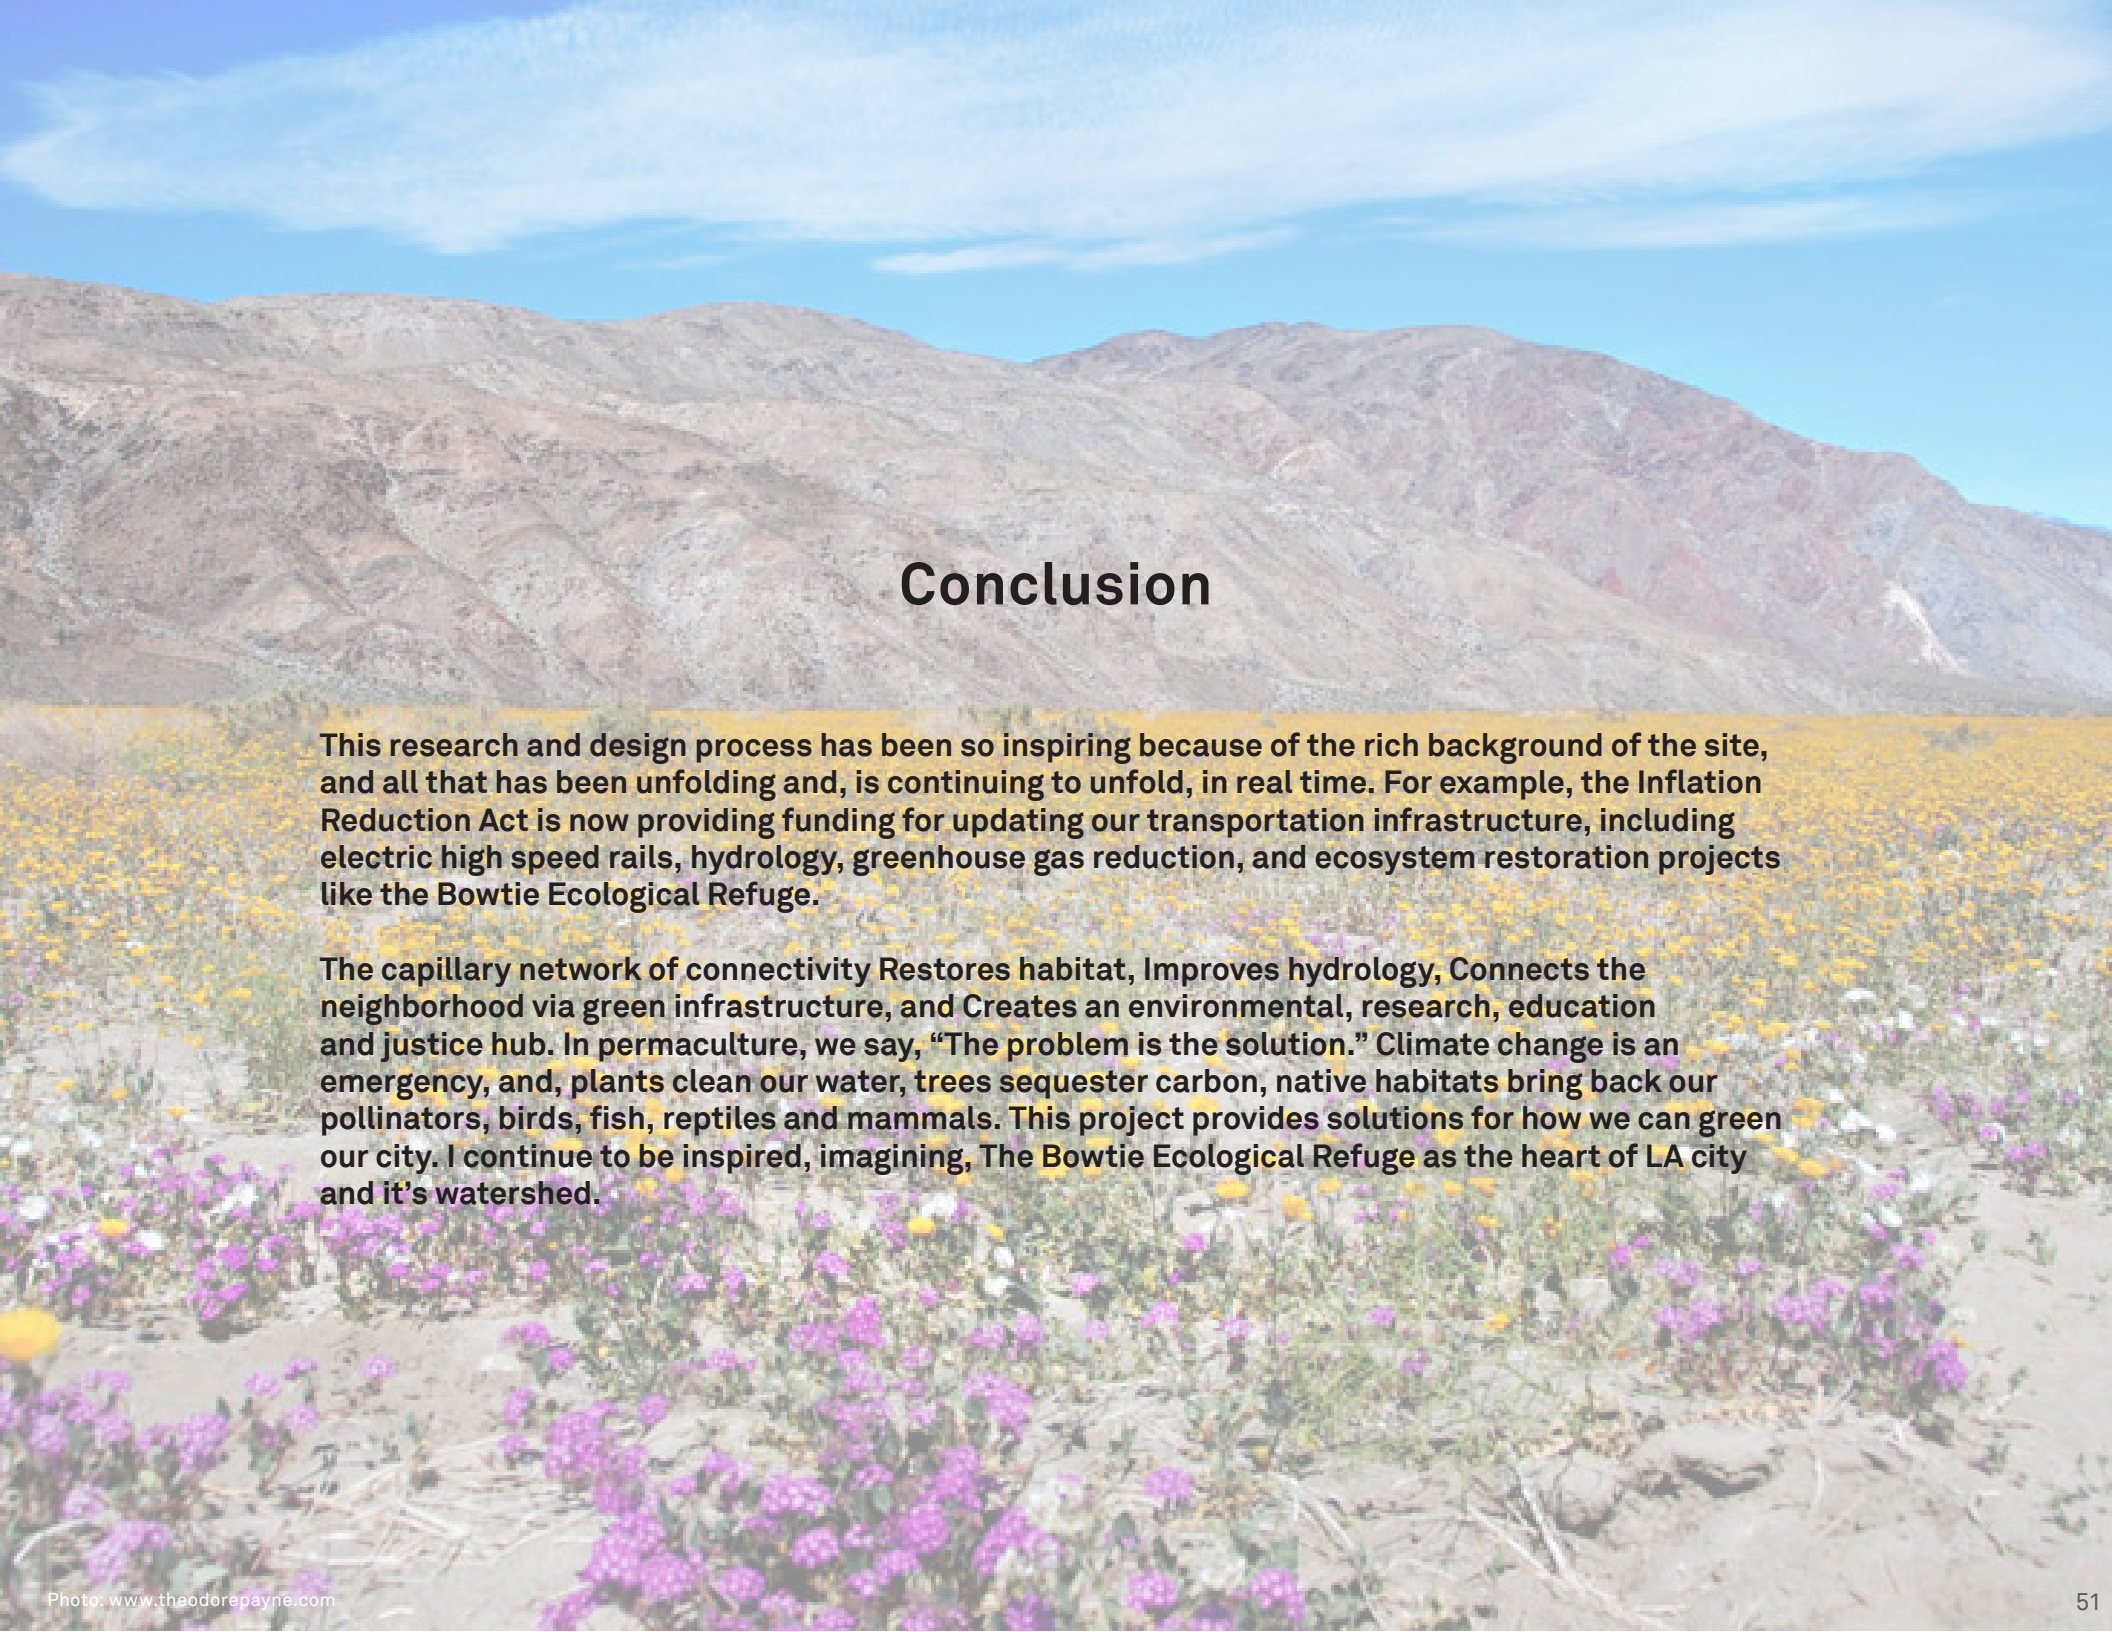 Conclusion
This research and design process has been so inspiring because of the rich background of the site,
and all that has been unfolding and, is continuing to unfold, in real time. For example, the Inflation
Reduction Act is now providing funding for updating our transportation infrastructure, including
electric high speed rails, hydrology, greenhouse gas reduction, and ecosystem restoration projects
like the Bowtie Ecological Refuge.
The capillary network of connectivity Restores habitat, Improves hydrology, Connects the
neighborhood via green infrastructure, and Creates an environmental, research, education
and justice hub. In permaculture, we say, “The problem is the solution.” Climate change is an
emergency, and, plants clean our water, trees sequester carbon, native habitats bring back our
pollinators, birds, fish, reptiles and mammals. This project provides solutions for how we can green
our city. I continue to be inspired, imagining, The Bowtie Ecological Refuge as the heart of LA city
and it’s watershed.
Photo: www.theodorepayne.com
51